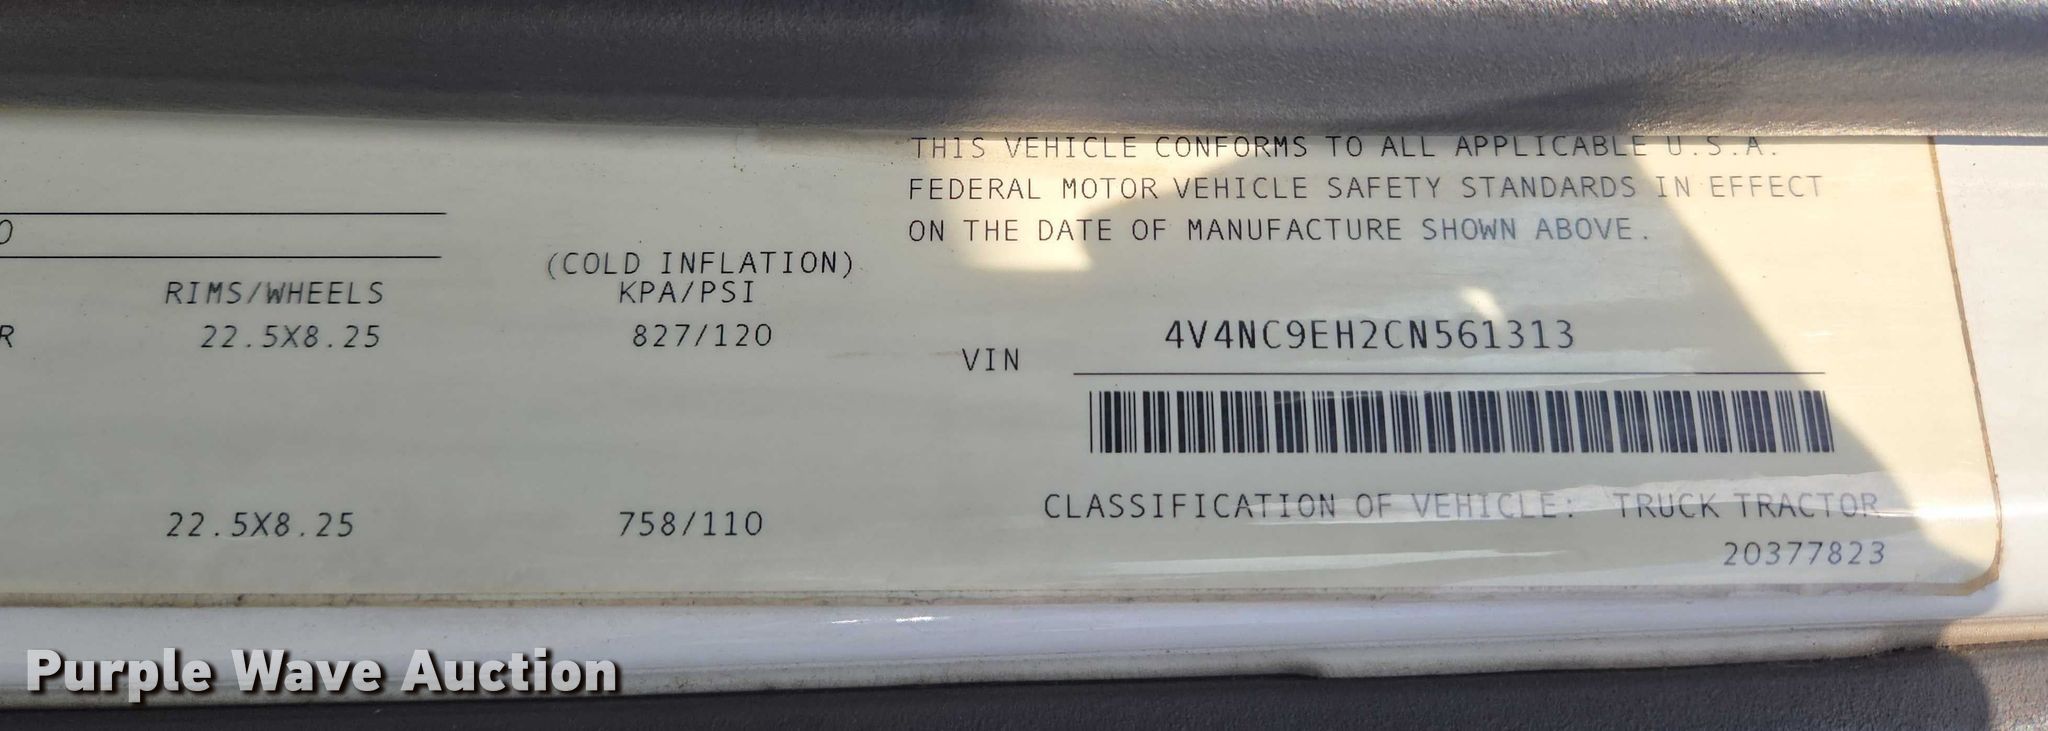 THIS VEHICLE CONFORMS TO ALL APPLICABLE U.S.A.
FEDERAL MOTOR VEHICLE SAFETY STANDARDS IN EFFECT
ON THE DATE OF MANUFACTURE SHOWN ABOVE.
(COLD INFLATION)
RIMS/WHEELS KPA/PSI
R 22.5X8.25 827/120
VIN 4V4NC9EH2CN561313
22.5X8.25 758/110
CLASSIFICATION OF VEHICLE: TRUCK TRACTOR
20377823
Purple Wave Auction